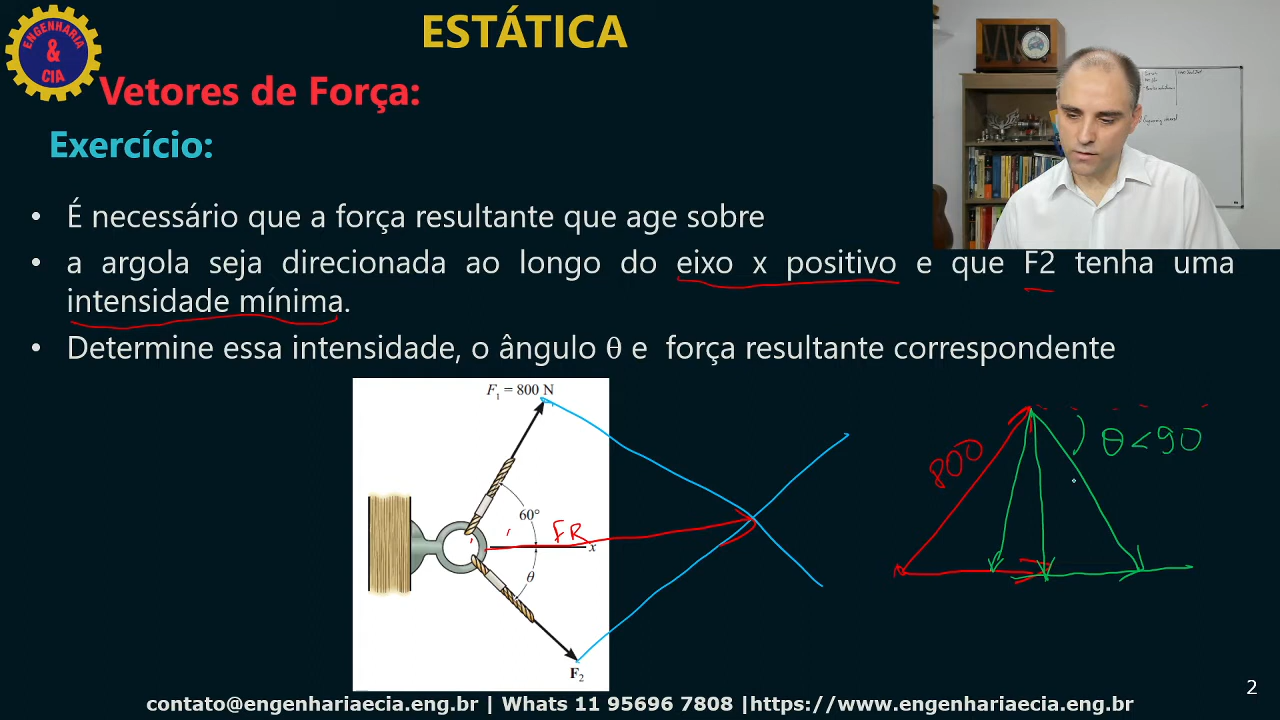 ENGENHARIA
&
CIA
ESTÁTICA
Vetores de Força:
Exercício:
• É necessário que a força resultante que age sobre
• a argola seja direcionada ao longo do eixo x positivo e que F2 tenha uma
intensidade mínima.
• Determine essa intensidade, o ângulo θ e força resultante correspondente
F₁ = 800 N
60°
FR
x
θ
F₂
800
θ < 90
2
contato@engenhariaecia.eng.br | Whats 11 95696 7808 |https://www.engenhariaecia.eng.br